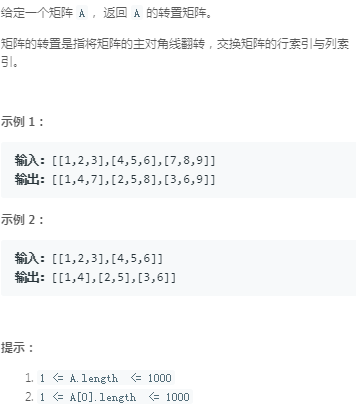 给定一个矩阵 A ， 返回 A 的转置矩阵。
矩阵的转置是指将矩阵的主对角线翻转，交换矩阵的行索引与列索
引。
示例 1：
输入：[[1,2,3],[4,5,6],[7,8,9]]
输出：[[1,4,7],[2,5,8],[3,6,9]]
示例 2：
输入：[[1,2,3],[4,5,6]]
输出：[[1,4],[2,5],[3,6]]
提示：
1. 1 <= A.length <= 1000
2. 1 <= A[0].length <= 1000